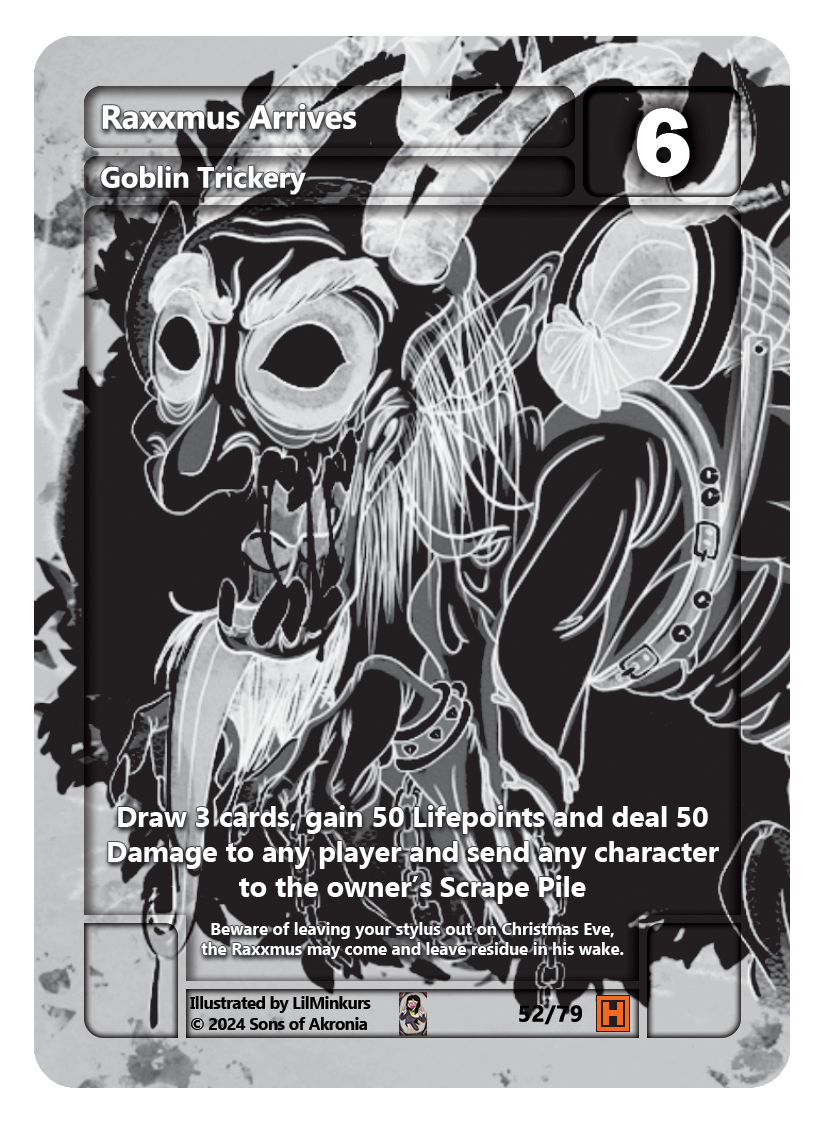 Raxxmus Arrives
6
Goblin Trickery
Draw 3 cards, gain 50 Lifepoints and deal 50
Damage to any player and send any character
to the owner's Scrape Pile
Beware of leaving your stylus out on Christmas Eve,
the Raxxmus may come and leave residue in his wake.
Illustrated by LilMinkurs
© 2024 Sons of Akronia
52/79
H